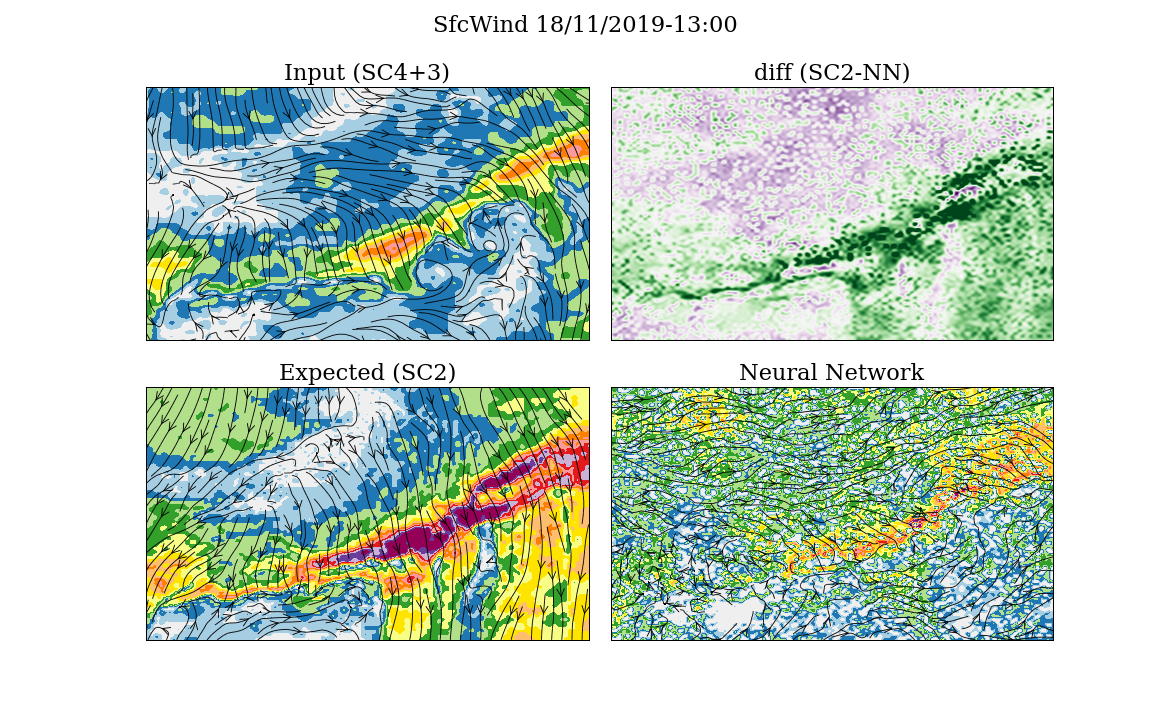 SfcWind 18/11/2019-13:00
Input (SC4+3)
diff (SC2-NN)
Expected (SC2)
Neural Network